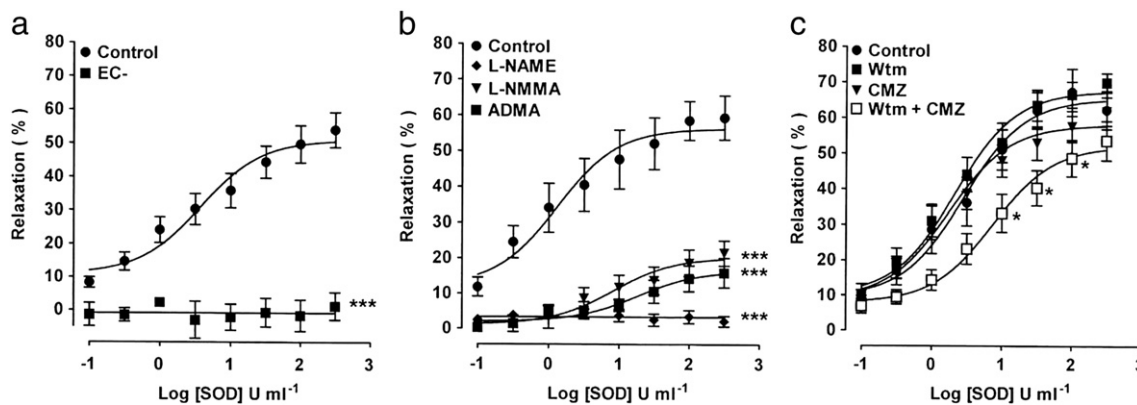 a
80
70
60
50
40
30
20
10
0
Relaxation (%)
Control
EC-
***
-1 0 1 2 3
Log [SOD] U ml⁻¹
b
80
70
60
50
40
30
20
10
0
Relaxation (%)
Control
L-NAME
L-NMMA
ADMA
***
***
***
-1 0 1 2 3
Log [SOD] U ml⁻¹
c
80
70
60
50
40
30
20
10
0
Relaxation (%)
Control
Wtm
CMZ
Wtm + CMZ
*
*
*
-1 0 1 2 3
Log [SOD] U ml⁻¹